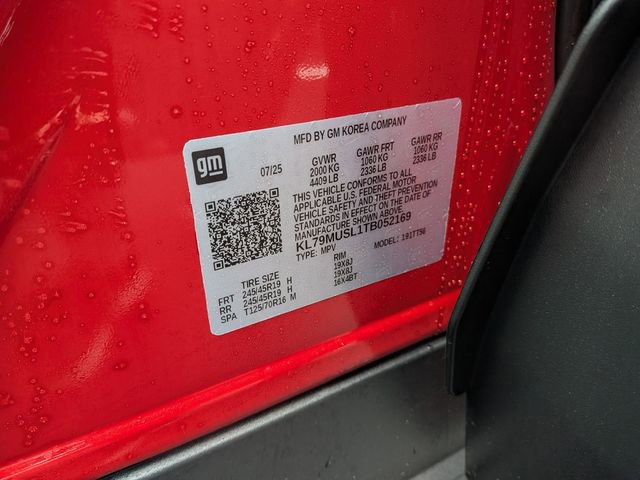 MFD BY GM KOREA COMPANY
gm
07/25
GVWR GAWR FRT GAWR RR
2000 KG 1060 KG 1060 KG
4409 LB 2336 LB 2336 LB
THIS VEHICLE CONFORMS TO ALL
APPLICABLE U.S. FEDERAL MOTOR
VEHICLE SAFETY AND THEFT PREVENTION
STANDARDS IN EFFECT ON THE DATE OF
MANUFACTURE SHOWN ABOVE.
KL79MUSL1TB052169
TYPE: MPV MODEL: 191TT56
TIRE SIZE RIM
FRT 245/45R19 H 19X8J
RR 245/45R19 H 19X8J
SPA T125/70R16 M 16X4BT